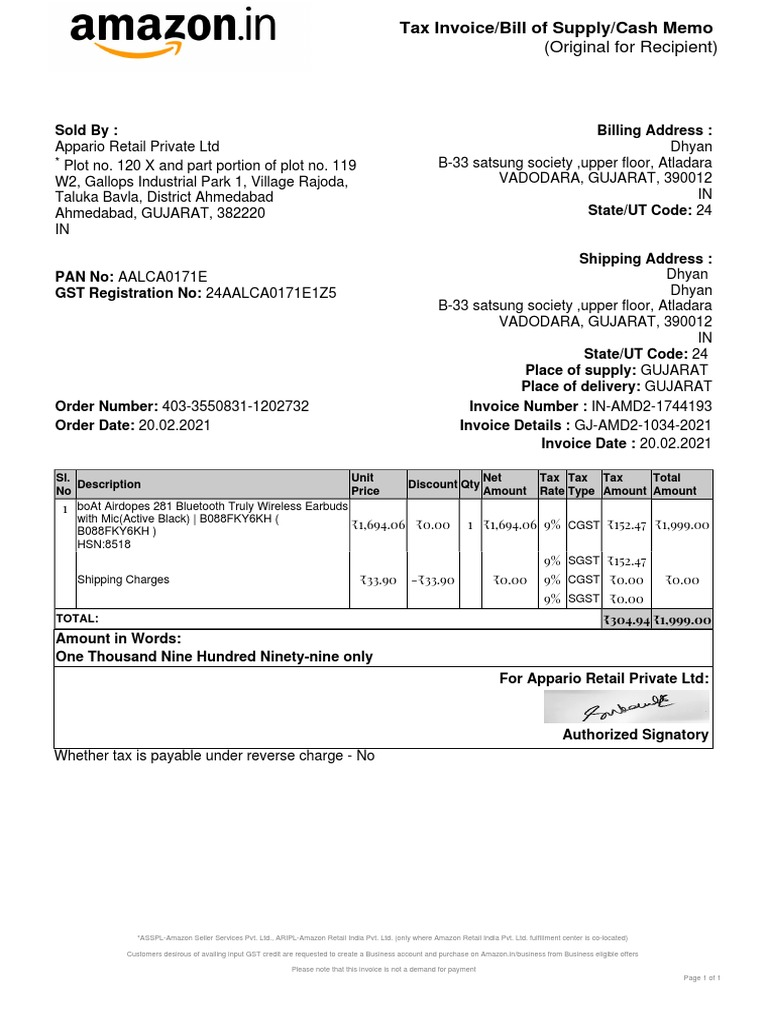 amazon.in
Tax Invoice/Bill of Supply/Cash Memo
(Original for Recipient)
Sold By :
Appario Retail Private Ltd
* Plot no. 120 X and part portion of plot no. 119
W2, Gallops Industrial Park 1, Village Rajoda,
Taluka Bavla, District Ahmedabad
Ahmedabad, GUJARAT, 382220
IN
Billing Address :
Dhyan
B-33 satsung society ,upper floor, Atladara
VADODARA, GUJARAT, 390012
IN
State/UT Code: 24
PAN No: AALCA0171E
GST Registration No: 24AALCA0171E1Z5
Shipping Address :
Dhyan
Dhyan
B-33 satsung society ,upper floor, Atladara
VADODARA, GUJARAT, 390012
IN
State/UT Code: 24
Place of supply: GUJARAT
Place of delivery: GUJARAT
Order Number: 403-3550831-1202732
Order Date: 20.02.2021
Invoice Number : IN-AMD2-1744193
Invoice Details : GJ-AMD2-1034-2021
Invoice Date : 20.02.2021
Sl. No Description Unit Price Discount Qty Net Amount Tax Rate Tax Type Tax Amount Total Amount
1 boAt Airdopes 281 Bluetooth Truly Wireless Earbuds
with Mic(Active Black) | B088FKY6KH (
B088FKY6KH )
HSN:8518
₹1,694.06 ₹0.00 1 ₹1,694.06 9% CGST ₹152.47 ₹1,999.00
9% SGST ₹152.47
Shipping Charges ₹33.90 -₹33.90 ₹0.00 9% CGST ₹0.00 ₹0.00
9% SGST ₹0.00
TOTAL: ₹304.94 ₹1,999.00
Amount in Words:
One Thousand Nine Hundred Ninety-nine only
For Appario Retail Private Ltd:
Authorized Signatory
Whether tax is payable under reverse charge - No
*ASSPL-Amazon Seller Services Pvt. Ltd., ARIPL-Amazon Retail India Pvt. Ltd. (only where Amazon Retail India Pvt. Ltd. fulfillment center is co-located)
Customers desirous of availing input GST credit are requested to create a Business account and purchase on Amazon.in/business from Business eligible offers
Please note that this invoice is not a demand for payment
Page 1 of 1